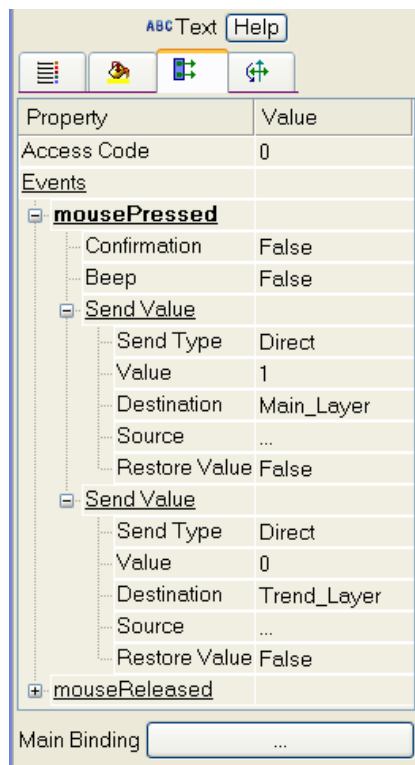 ABC Text Help
Property Value
Access Code 0
Events
mousePressed
Confirmation False
Beep False
Send Value
Send Type Direct
Value 1
Destination Main_Layer
Source ...
Restore Value False
Send Value
Send Type Direct
Value 0
Destination Trend_Layer
Source ...
Restore Value False
mouseReleased
Main Binding ...